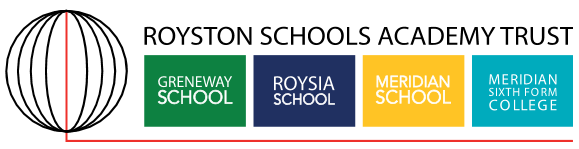 ROYSTON SCHOOLS ACADEMY TRUST
GRENEWAY
SCHOOL
ROYSIA
SCHOOL
MERIDIAN
SCHOOL
MERIDIAN
SIXTH FORM
COLLEGE